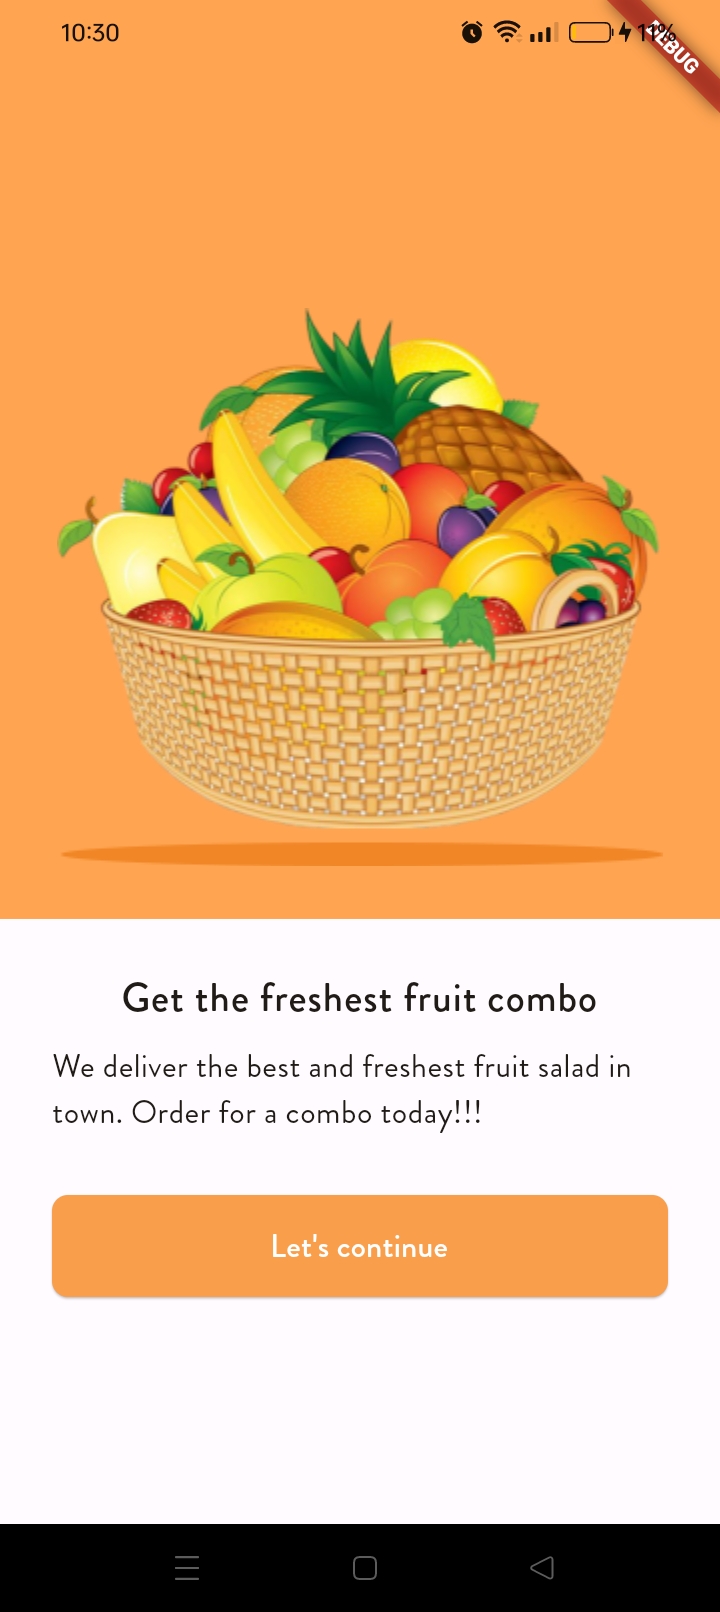 10:30 11%
DEBUG
Get the freshest fruit combo
We deliver the best and freshest fruit salad in
town. Order for a combo today!!!
Let's continue